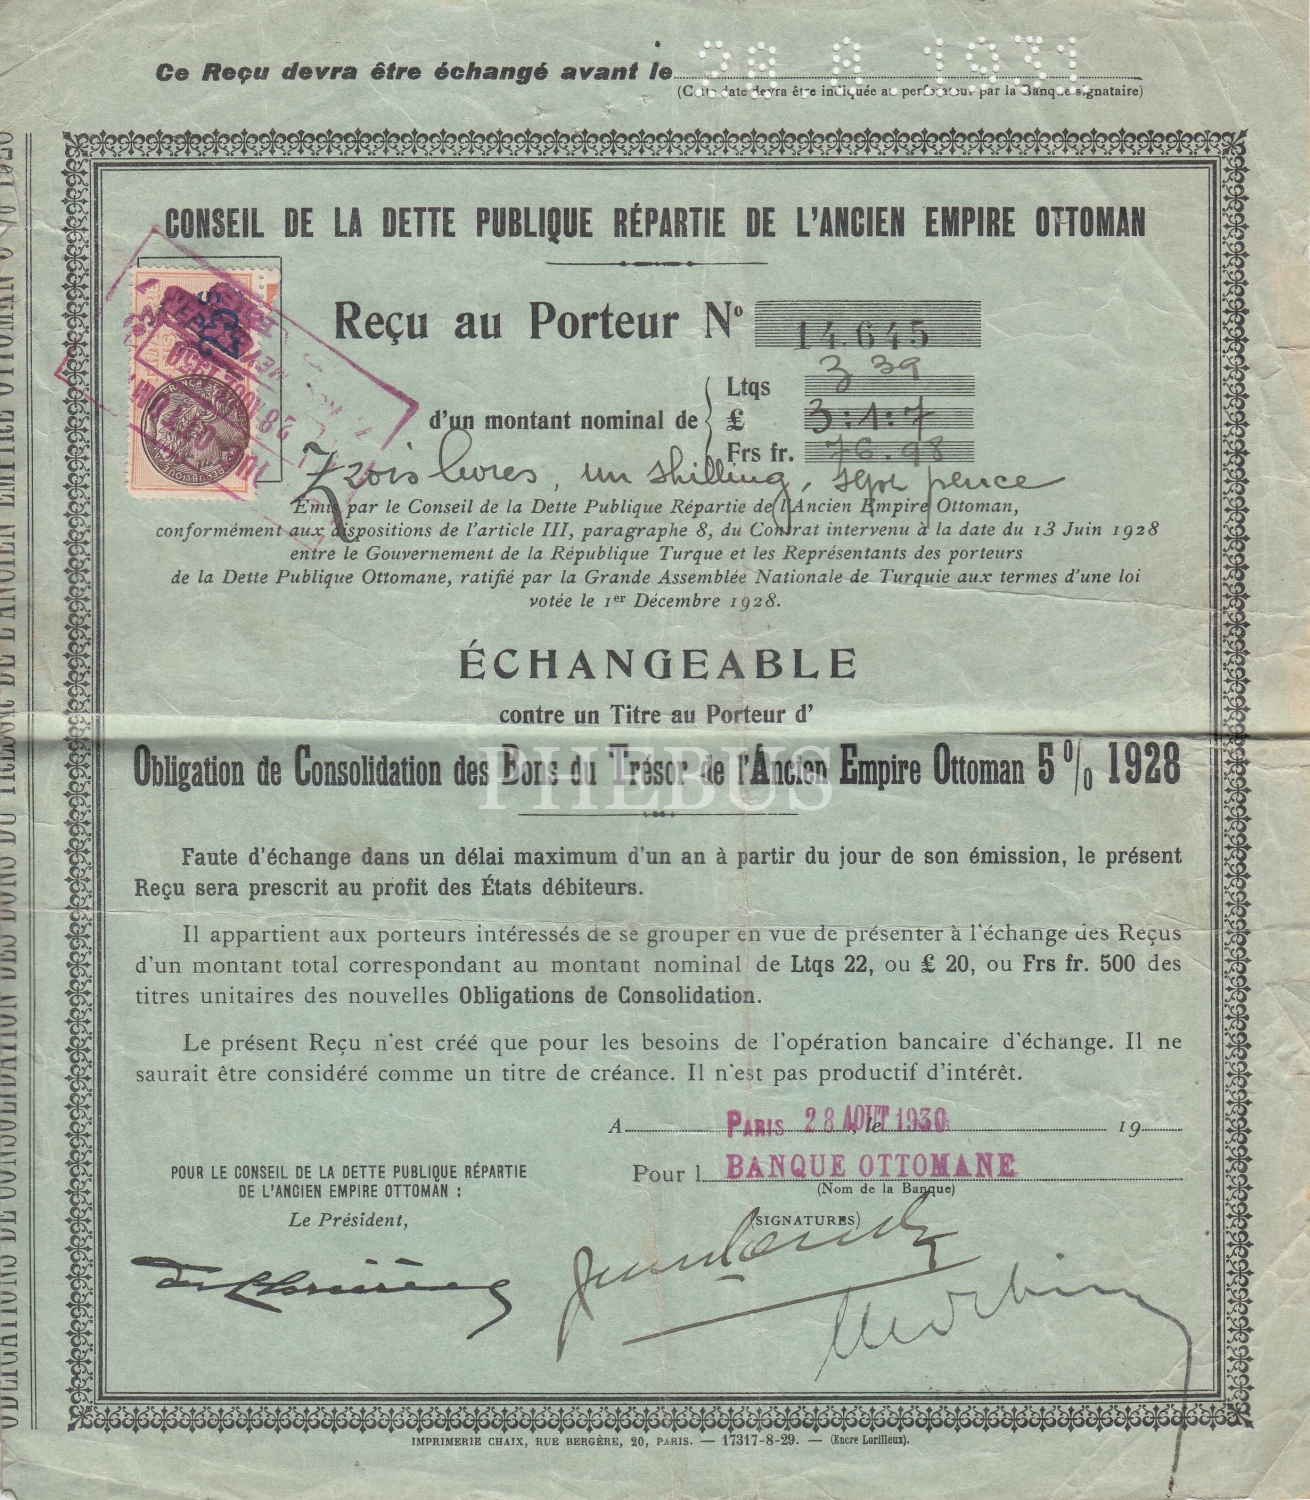 Ce Reçu devra être échangé avant le 28.8.1931
(Cette date devra être indiquée au perforateur par la Banque signataire)
CONSEIL DE LA DETTE PUBLIQUE RÉPARTIE DE L'ANCIEN EMPIRE OTTOMAN
Reçu au Porteur N° 14.645
d'un montant nominal de
Ltqs 3 39
£ 3:1:7
Frs fr. 76.98
Trois livres, un shilling, sept pence
Émis par le Conseil de la Dette Publique Répartie de l'Ancien Empire Ottoman,
conformément aux dispositions de l'article III, paragraphe 8, du Contrat intervenu à la date du 13 Juin 1928
entre le Gouvernement de la République Turque et les Représentants des porteurs
de la Dette Publique Ottomane, ratifié par la Grande Assemblée Nationale de Turquie aux termes d'une loi
votée le 1er Décembre 1928.
ÉCHANGEABLE
contre un Titre au Porteur d'
Obligation de Consolidation des Bons du Trésor de l'Ancien Empire Ottoman 5% 1928
PHEBUS
Faute d'échange dans un délai maximum d'un an à partir du jour de son émission, le présent
Reçu sera prescrit au profit des États débiteurs.
Il appartient aux porteurs intéressés de se grouper en vue de présenter à l'échange des Reçus
d'un montant total correspondant au montant nominal de Ltqs 22, ou £ 20, ou Frs fr. 500 des
titres unitaires des nouvelles Obligations de Consolidation.
Le présent Reçu n'est créé que pour les besoins de l'opération bancaire d'échange. Il ne
saurait être considéré comme un titre de créance. Il n'est pas productif d'intérêt.
A PARIS 28 AOUT 1930, le 19
POUR LE CONSEIL DE LA DETTE PUBLIQUE RÉPARTIE
DE L'ANCIEN EMPIRE OTTOMAN :
Le Président,
Pour l BANQUE OTTOMANE
(Nom de la Banque)
(SIGNATURES)
IMPRIMERIE CHAIX, RUE BERGÈRE, 20, PARIS. — 17317-8-29. — (Encre Lorilleux).
OBLIGATIONS DE CONSOLIDATION DES BONS DU TRÉSOR DE L'ANCIEN EMPIRE OTTOMAN 5 % 1928